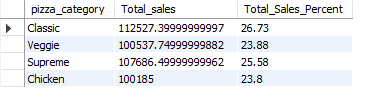 pizza_category Total_sales Total_Sales_Percent
Classic 112527.39999999997 26.73
Veggie 100537.74999999882 23.88
Supreme 107686.49999999962 25.58
Chicken 100185 23.8